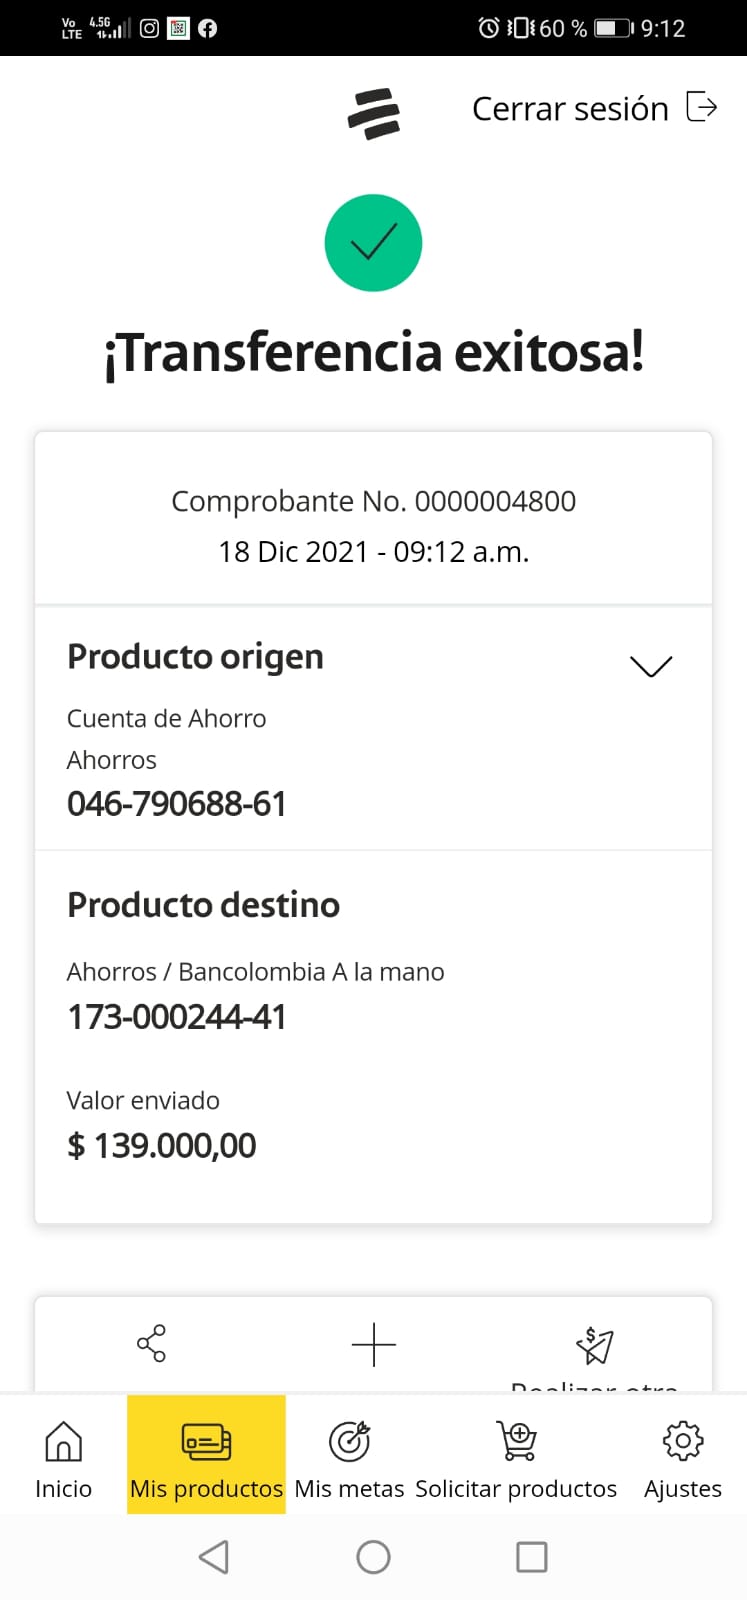 Vo LTE 4.5G 60 % 9:12
Cerrar sesión
¡Transferencia exitosa!
Comprobante No. 0000004800
18 Dic 2021 - 09:12 a.m.
Producto origen
Cuenta de Ahorro
Ahorros
046-790688-61
Producto destino
Ahorros / Bancolombia A la mano
173-000244-41
Valor enviado
$ 139.000,00
Realizar otra
Inicio Mis productos Mis metas Solicitar productos Ajustes